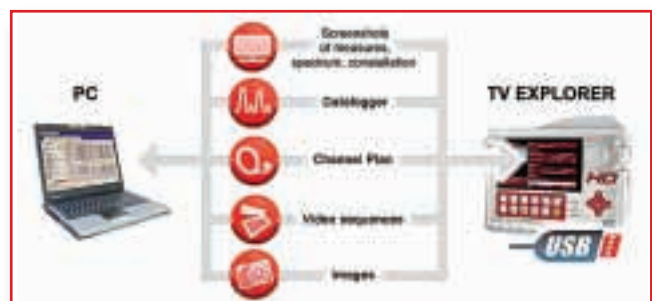 Screenshots
of measures,
spectrum, constellation
PC
TV EXPLORER
Datalogger
Channel Plan
Video sequences
Images
HD
USB